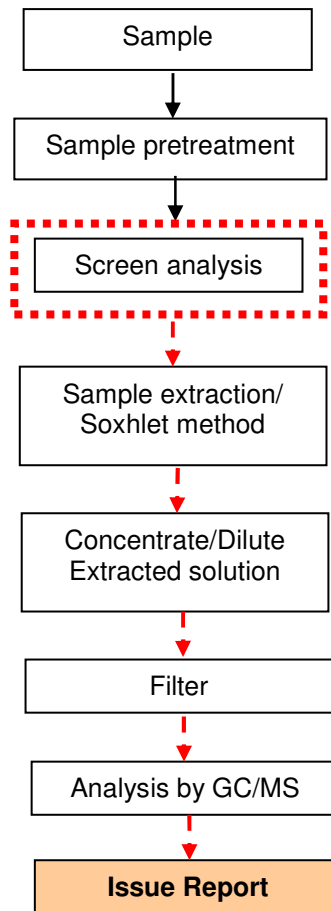 Sample
Sample pretreatment
Screen analysis
Sample extraction/
Soxhlet method
Concentrate/Dilute
Extracted solution
Filter
Analysis by GC/MS
Issue Report